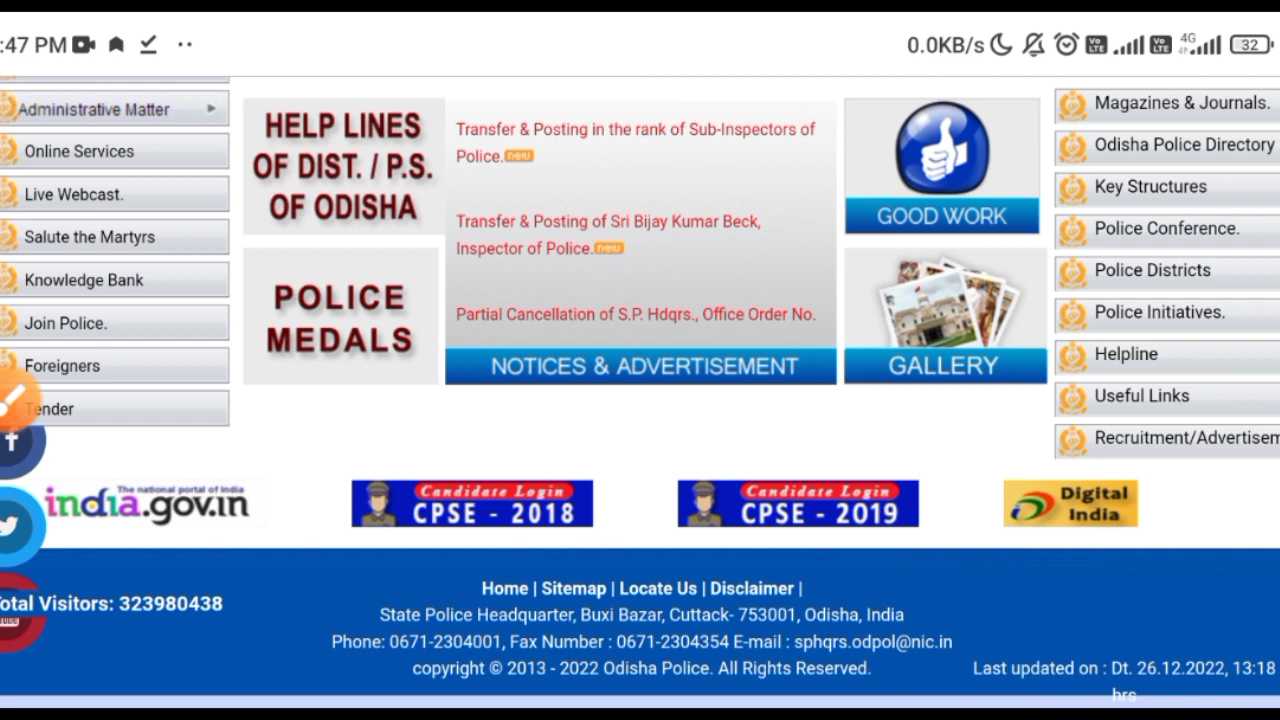 :47 PM
0.0KB/s
Vo LTE
Vo LTE
4G
32
Administrative Matter
Online Services
Live Webcast.
Salute the Martyrs
Knowledge Bank
Join Police.
Foreigners
Tender
HELP LINES
OF DIST. / P.S.
OF ODISHA
POLICE
MEDALS
Transfer & Posting in the rank of Sub-Inspectors of
Police. new
Transfer & Posting of Sri Bijay Kumar Beck,
Inspector of Police. new
Partial Cancellation of S.P. Hdqrs., Office Order No.
NOTICES & ADVERTISEMENT
GOOD WORK
GALLERY
Magazines & Journals.
Odisha Police Directory
Key Structures
Police Conference.
Police Districts
Police Initiatives.
Helpline
Useful Links
Recruitment/Advertisem
The national portal of India
india.gov.in
Candidate Login
CPSE - 2018
Candidate Login
CPSE - 2019
Digital
India
Home | Sitemap | Locate Us | Disclaimer |
Total Visitors: 323980438
State Police Headquarter, Buxi Bazar, Cuttack- 753001, Odisha, India
Phone: 0671-2304001, Fax Number : 0671-2304354 E-mail : sphqrs.odpol@nic.in
copyright © 2013 - 2022 Odisha Police. All Rights Reserved.
Last updated on : Dt. 26.12.2022, 13:18
hrs